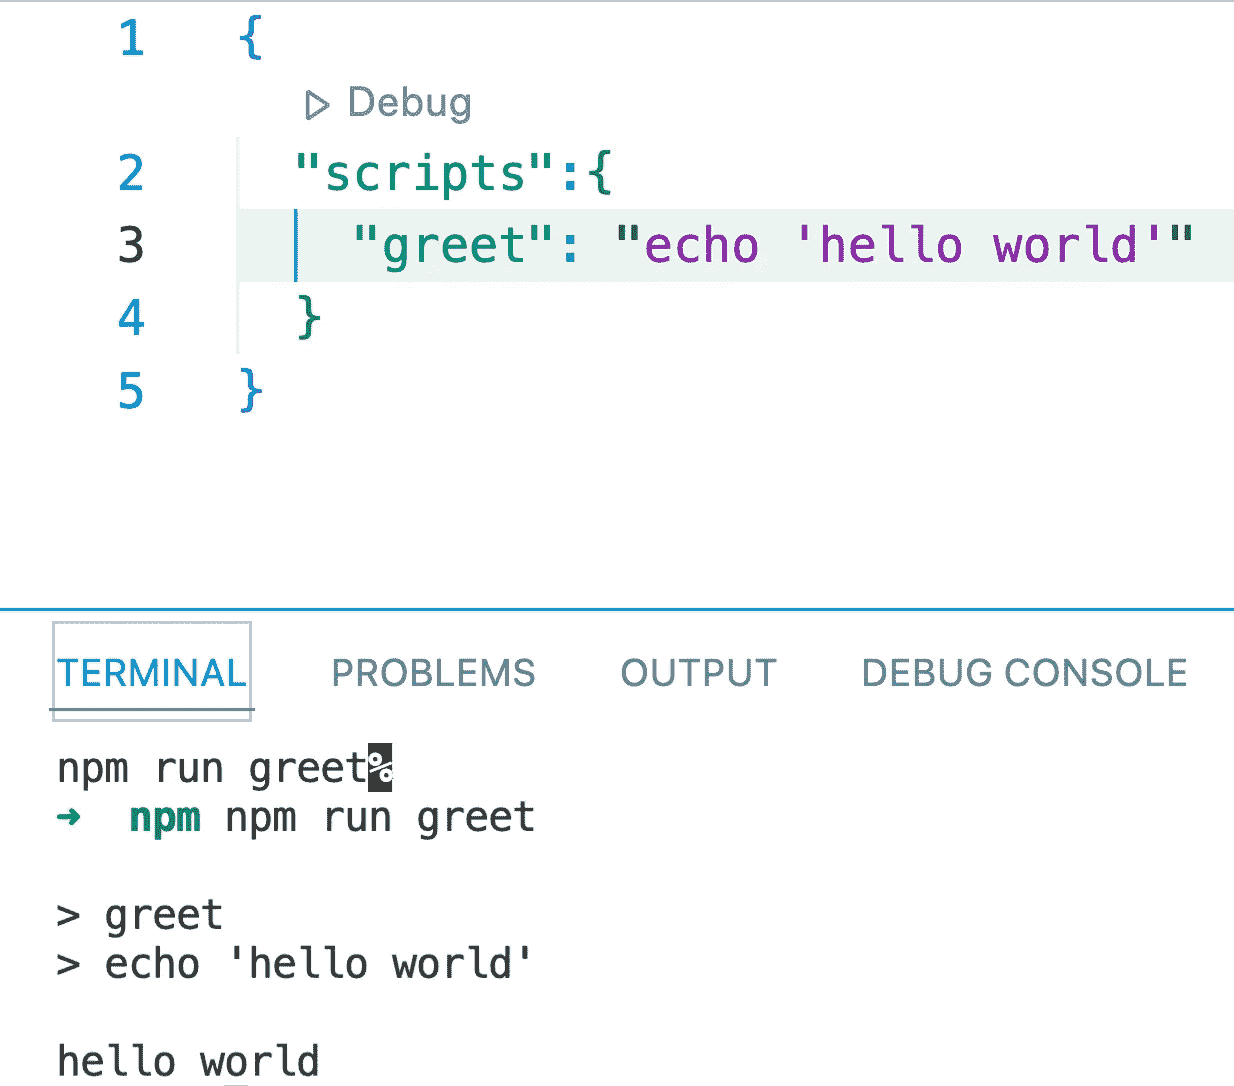 1 {
Debug
2 "scripts":{
3 "greet": "echo 'hello world'"
4 }
5 }
TERMINAL PROBLEMS OUTPUT DEBUG CONSOLE
npm run greet%
➜ npm npm run greet
> greet
> echo 'hello world'
hello world